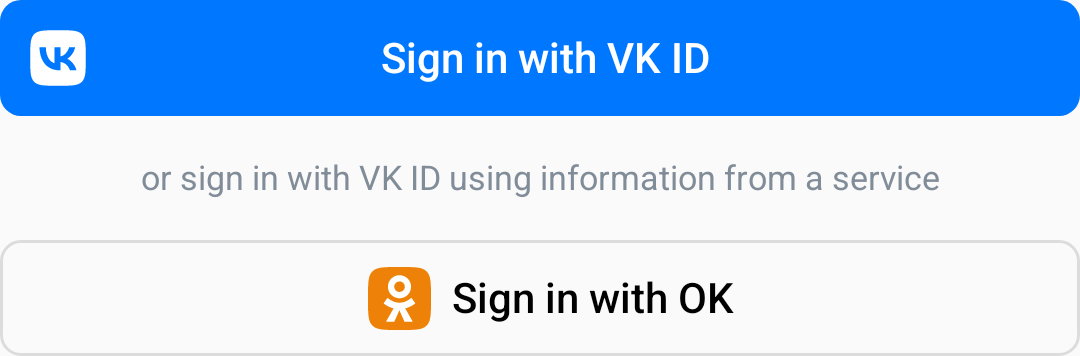 VK
Sign in with VK ID
or sign in with VK ID using information from a service
Sign in with OK